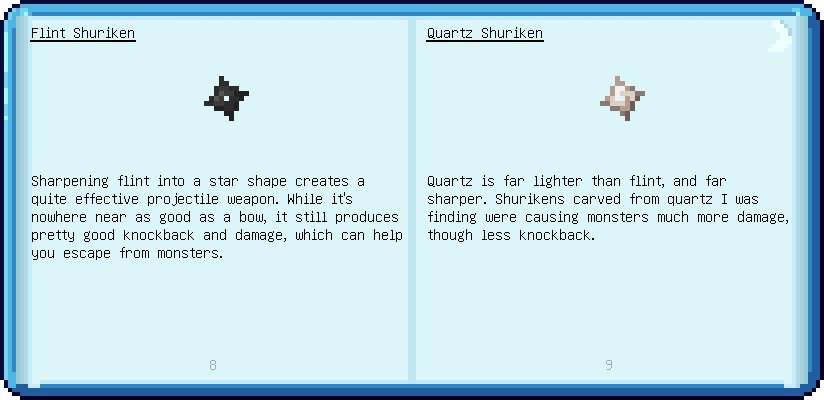 Flint Shuriken
Sharpening flint into a star shape creates a
quite effective projectile weapon. While it's
nowhere near as good as a bow, it still produces
pretty good knockback and damage, which can help
you escape from monsters.
8
Quartz Shuriken
Quartz is far lighter than flint, and far
sharper. Shurikens carved from quartz I was
finding were causing monsters much more damage,
though less knockback.
9